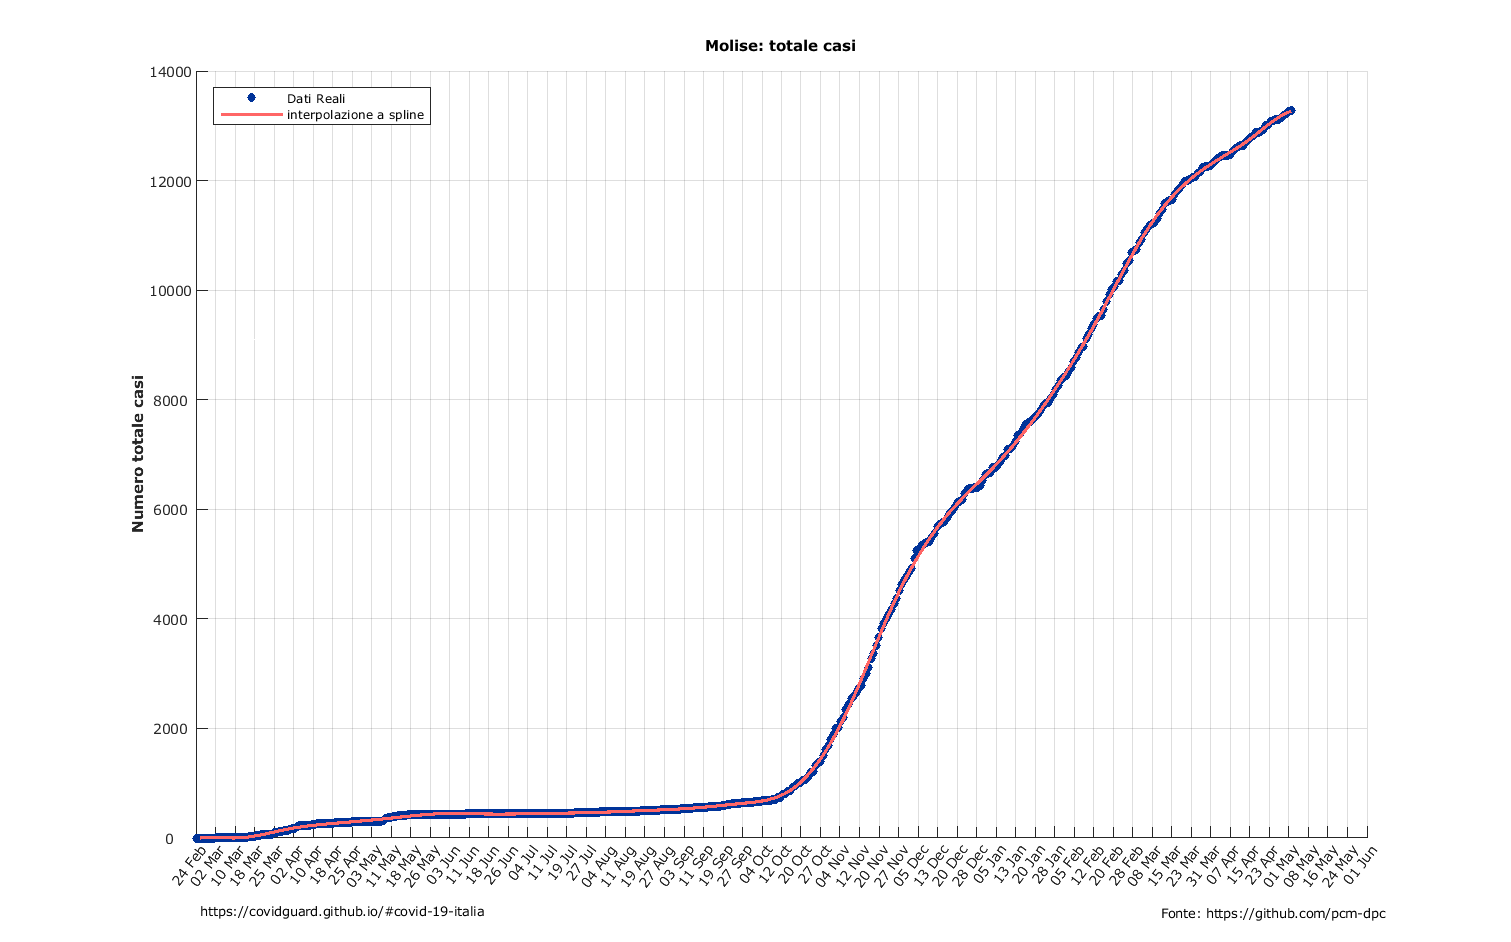 Molise: totale casi
14000
12000
10000
8000
6000
4000
2000
0
Numero totale casi
Dati Reali
interpolazione a spline
24 Feb
02 Mar
10 Mar
18 Mar
25 Mar
02 Apr
10 Apr
18 Apr
25 Apr
03 May
11 May
18 May
26 May
03 Jun
11 Jun
18 Jun
26 Jun
04 Jul
11 Jul
19 Jul
27 Jul
04 Aug
11 Aug
19 Aug
27 Aug
03 Sep
11 Sep
19 Sep
27 Sep
04 Oct
12 Oct
20 Oct
27 Oct
04 Nov
12 Nov
20 Nov
27 Nov
05 Dec
13 Dec
20 Dec
28 Dec
05 Jan
13 Jan
20 Jan
28 Jan
05 Feb
12 Feb
20 Feb
28 Feb
08 Mar
15 Mar
23 Mar
31 Mar
07 Apr
15 Apr
23 Apr
01 May
08 May
16 May
24 May
01 Jun
https://covidguard.github.io/#covid-19-italia
Fonte: https://github.com/pcm-dpc